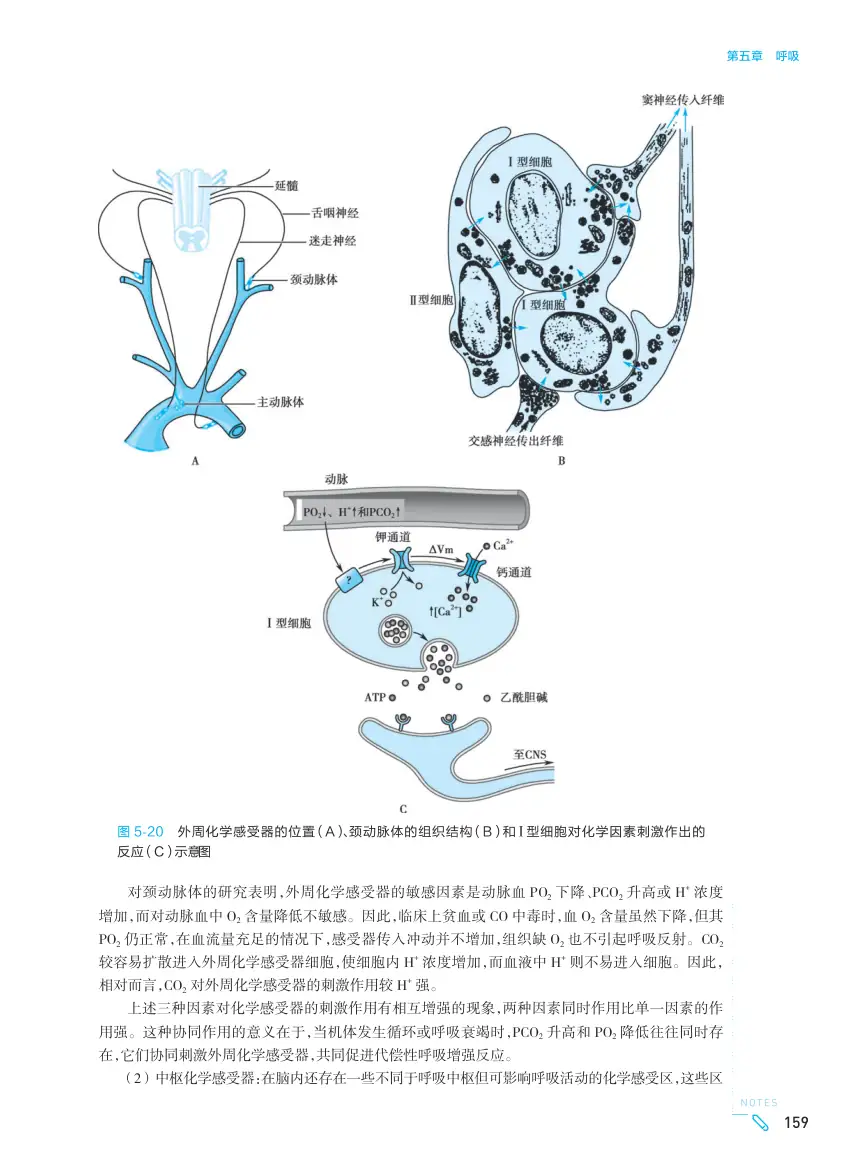 第五章　呼吸
窦神经传入纤维
Ⅰ型细胞
延髓
舌咽神经
迷走神经
颈动脉体
Ⅱ型细胞
Ⅰ型细胞
主动脉体
交感神经传出纤维
A
B
动脉
PO₂↓、H⁺↑和PCO₂↑
钾通道
ΔVm
Ca²⁺
钙通道
?
K⁺
↑[Ca²⁺]
Ⅰ型细胞
ATP
乙酰胆碱
至CNS
C
图 5-20　外周化学感受器的位置(A)、颈动脉体的组织结构(B)和Ⅰ型细胞对化学因素刺激作出的
反应(C)示意图
对颈动脉体的研究表明,外周化学感受器的敏感因素是动脉血 PO₂ 下降、PCO₂ 升高或 H⁺ 浓度
增加,而对动脉血中 O₂ 含量降低不敏感。因此,临床上贫血或 CO 中毒时,血 O₂ 含量虽然下降,但其
PO₂ 仍正常,在血流量充足的情况下,感受器传入冲动并不增加,组织缺 O₂ 也不引起呼吸反射。CO₂
较容易扩散进入外周化学感受器细胞,使细胞内 H⁺ 浓度增加,而血液中 H⁺ 则不易进入细胞。因此,
相对而言,CO₂ 对外周化学感受器的刺激作用较 H⁺ 强。
上述三种因素对化学感受器的刺激作用有相互增强的现象,两种因素同时作用比单一因素的作
用强。这种协同作用的意义在于,当机体发生循环或呼吸衰竭时,PCO₂ 升高和 PO₂ 降低往往同时存
在,它们协同刺激外周化学感受器,共同促进代偿性呼吸增强反应。
(2)中枢化学感受器:在脑内还存在一些不同于呼吸中枢但可影响呼吸活动的化学感受区,这些区
NOTES
159